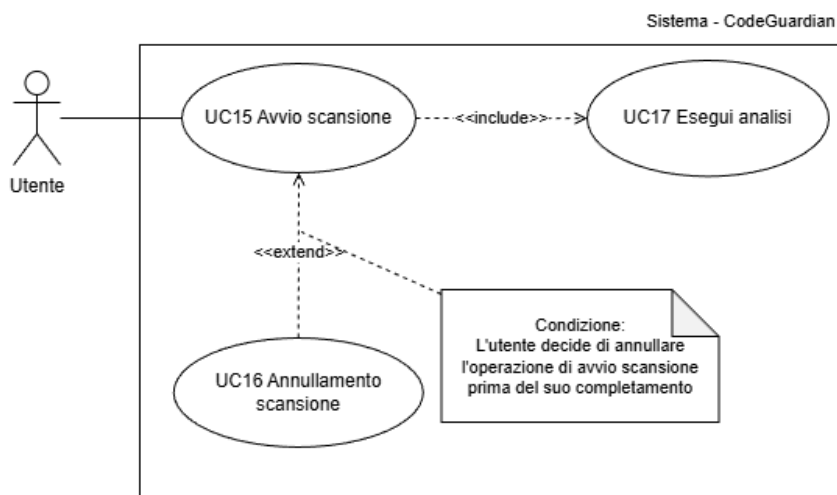 Sistema - CodeGuardian
UC15 Avvio scansione
<<include>>
UC17 Esegui analisi
Utente
<<extend>>
Condizione:
L'utente decide di annullare
l'operazione di avvio scansione
prima del suo completamento
UC16 Annullamento
scansione